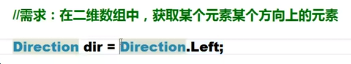 //需求：在二维数组中，获取某个元素某个方向上的元素
Direction dir = Direction.Left;